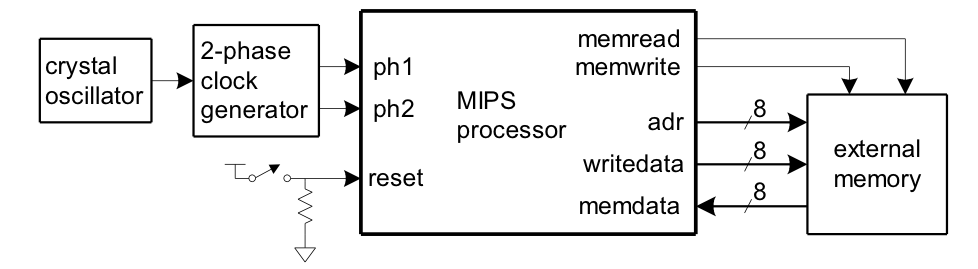 crystal
oscillator
2-phase
clock
generator
ph1
ph2
reset
MIPS
processor
memread
memwrite
adr
writedata
memdata
8
8
8
external
memory